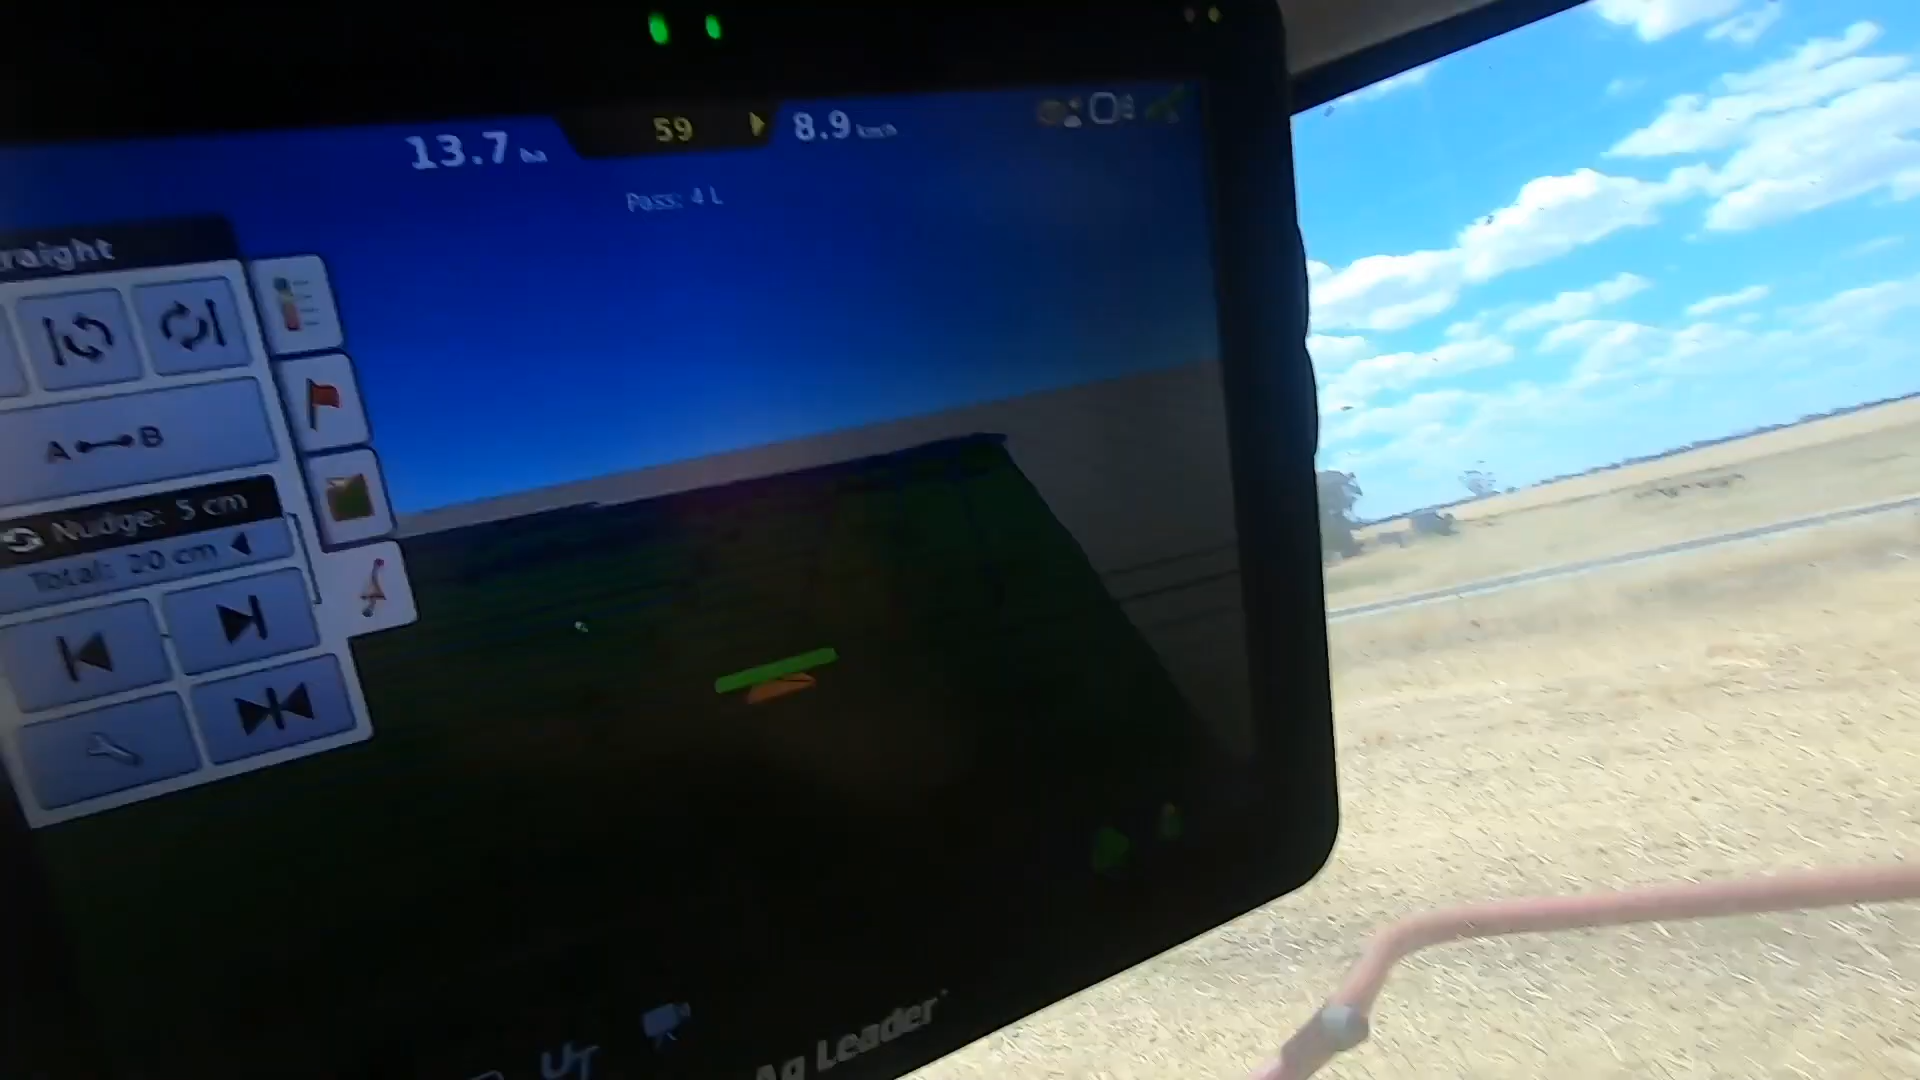 13.7 ha
59
8.9 km/h
Pass: 4 L
raight
A B
Nudge: 5 cm
Total: 20 cm
UT
Ag Leader